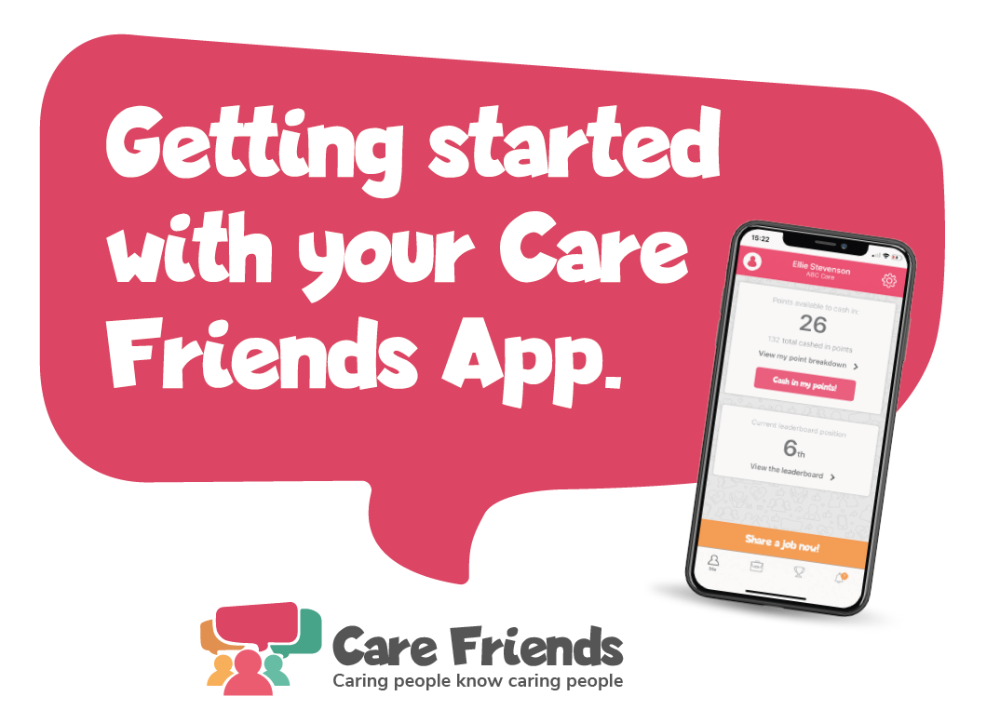 Getting started
with your Care
Friends App.
15:22
Ellie Stevenson
ABC Care
Points available to cash in:
26
132 total cashed in points
View my point breakdown
Cash in my points!
Current leaderboard position
6th
View the leaderboard
Share a job now!
Me
Care Friends
Caring people know caring people